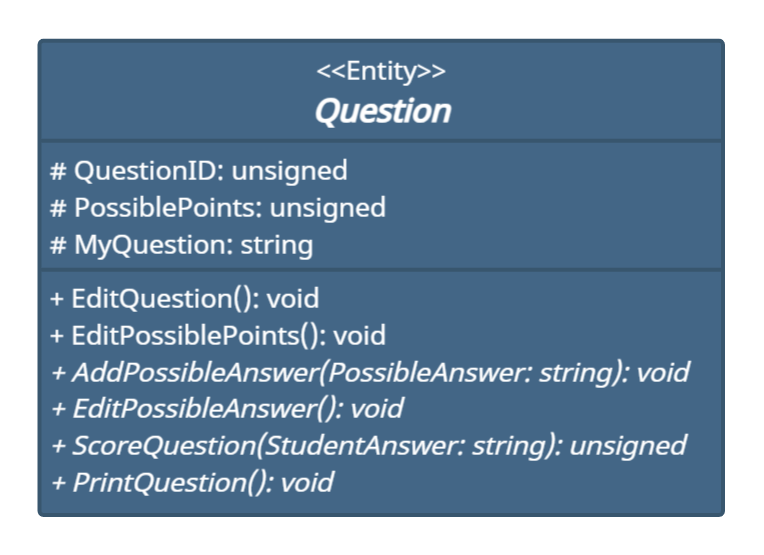 <<Entity>>
Question
# QuestionID: unsigned
# PossiblePoints: unsigned
# MyQuestion: string
+ EditQuestion(): void
+ EditPossiblePoints(): void
+ AddPossibleAnswer(PossibleAnswer: string): void
+ EditPossibleAnswer(): void
+ ScoreQuestion(StudentAnswer: string): unsigned
+ PrintQuestion(): void